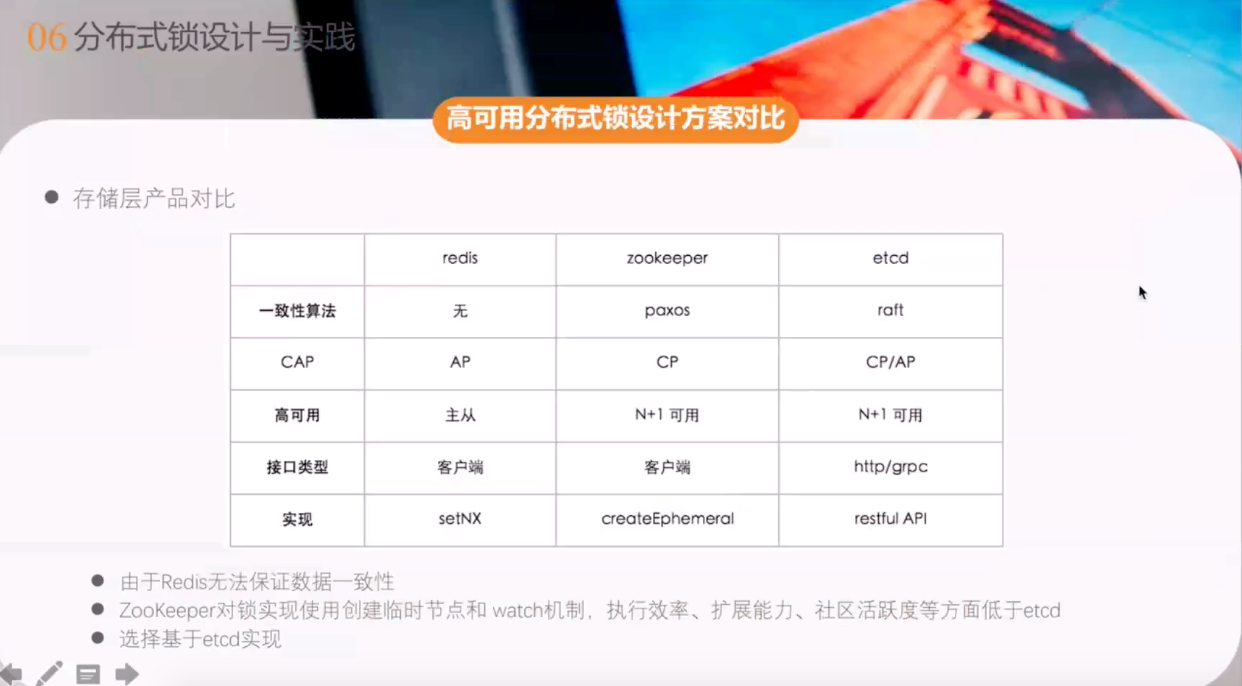 06 分布式锁设计与实践
高可用分布式锁设计方案对比
存储层产品对比
redis zookeeper etcd
一致性算法 无 paxos raft
CAP AP CP CP/AP
高可用 主从 N+1 可用 N+1 可用
接口类型 客户端 客户端 http/grpc
实现 setNX createEphemeral restful API
由于Redis无法保证数据一致性
ZooKeeper对锁实现使用创建临时节点和 watch机制，执行效率、扩展能力、社区活跃度等方面低于etcd
选择基于etcd实现